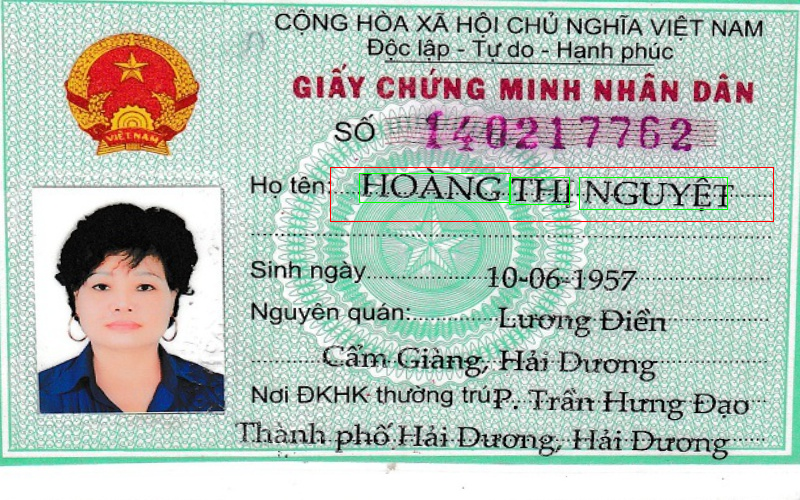 CỘNG HÒA XÃ HỘI CHỦ NGHĨA VIỆT NAM
Độc lập - Tự do - Hạnh phúc
GIẤY CHỨNG MINH NHÂN DÂN
SỐ 140217762
Họ tên: HOÀNG THỊ NGUYỆT
Sinh ngày 10-06-1957
Nguyên quán: Lương Điền
Cẩm Giàng, Hải Dương
Nơi ĐKHK thường trú P. Trần Hưng Đạo
Thành phố Hải Dương, Hải Dương
VIỆT NAM